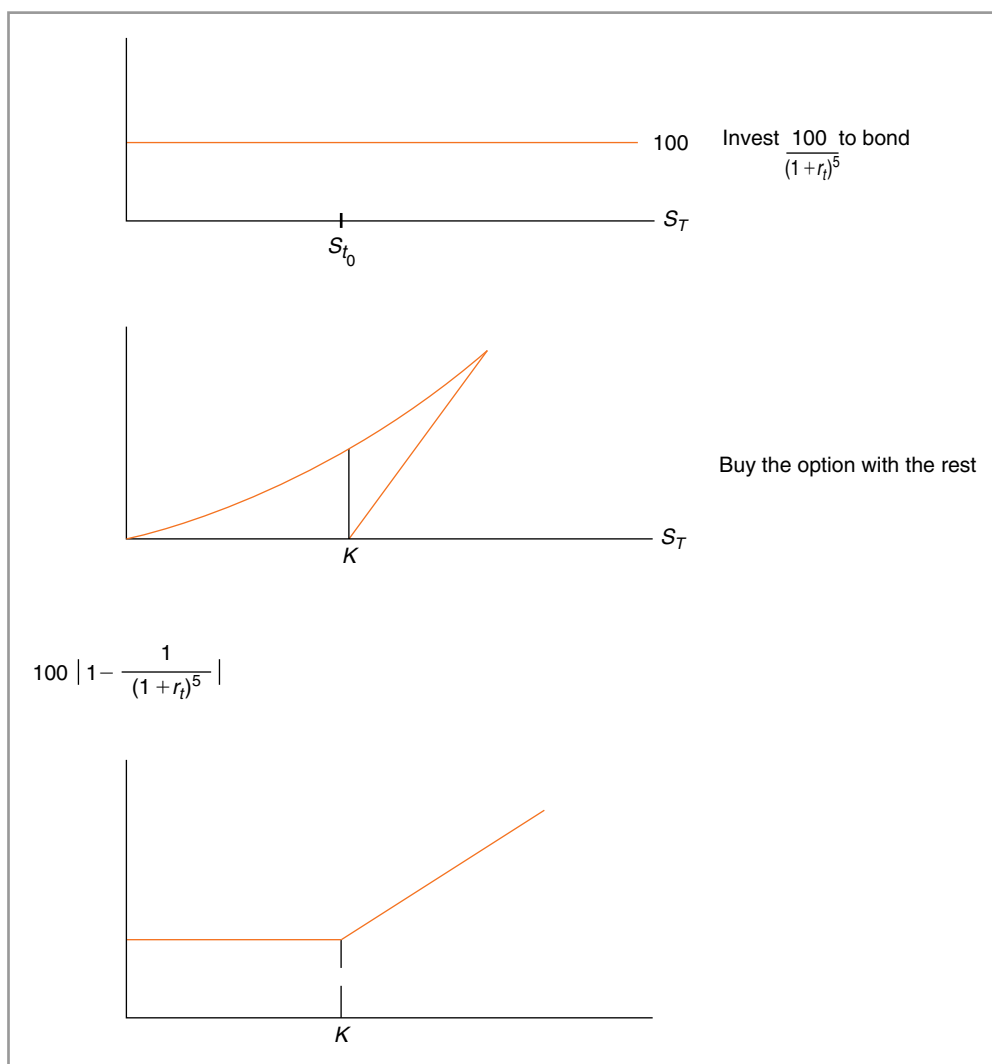 100 Invest 100 to bond
(1+r_t)^5
S_T
S_{t_0}
Buy the option with the rest
S_T
K
100 | 1 − 1 |
(1+r_t)^5
K